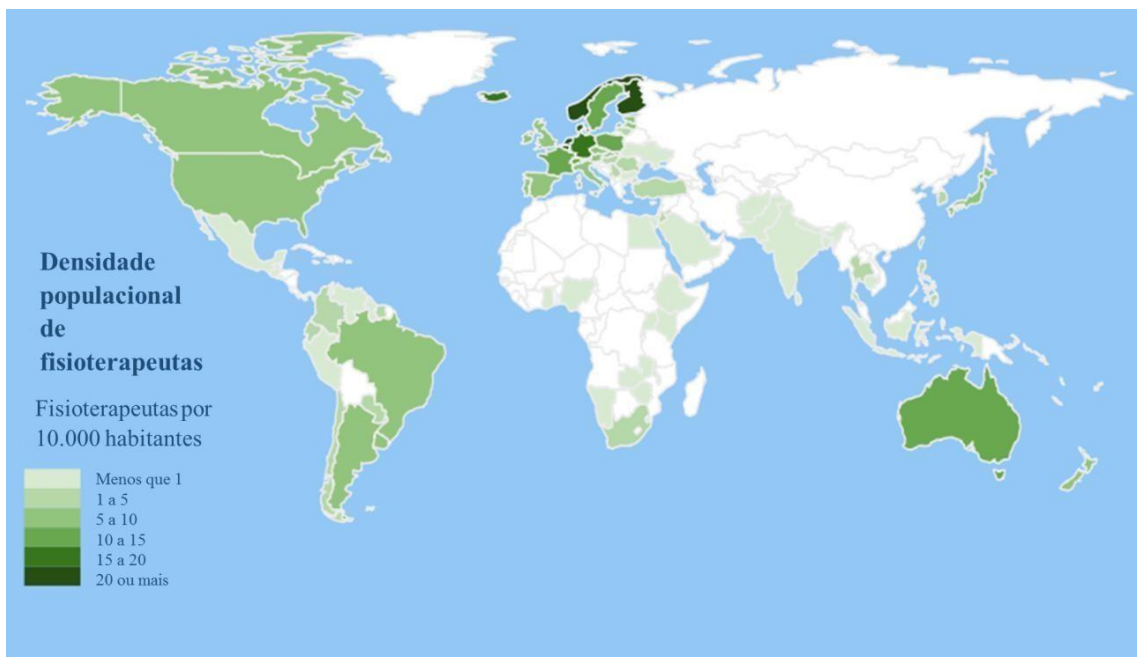 Densidade
populacional
de
fisioterapeutas
Fisioterapeutas por
10.000 habitantes
Menos que 1
1 a 5
5 a 10
10 a 15
15 a 20
20 ou mais